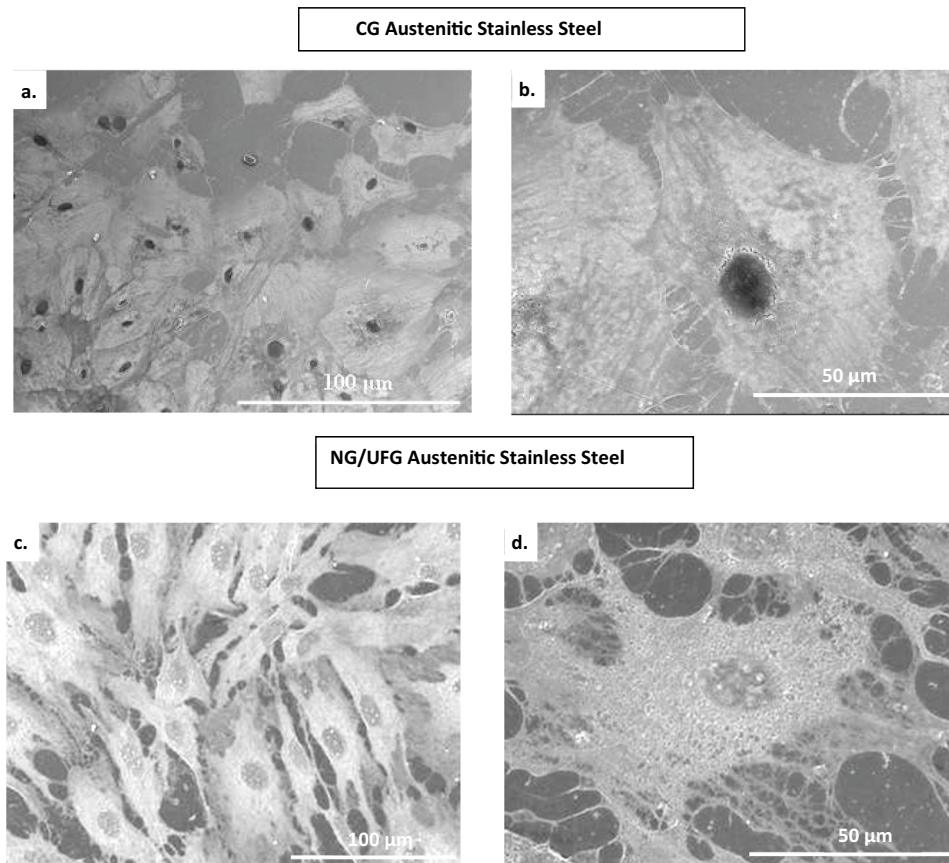 CG Austenitic Stainless Steel
a.
b.
100 µm
50 µm
NG/UFG Austenitic Stainless Steel
c.
d.
100 µm
50 µm